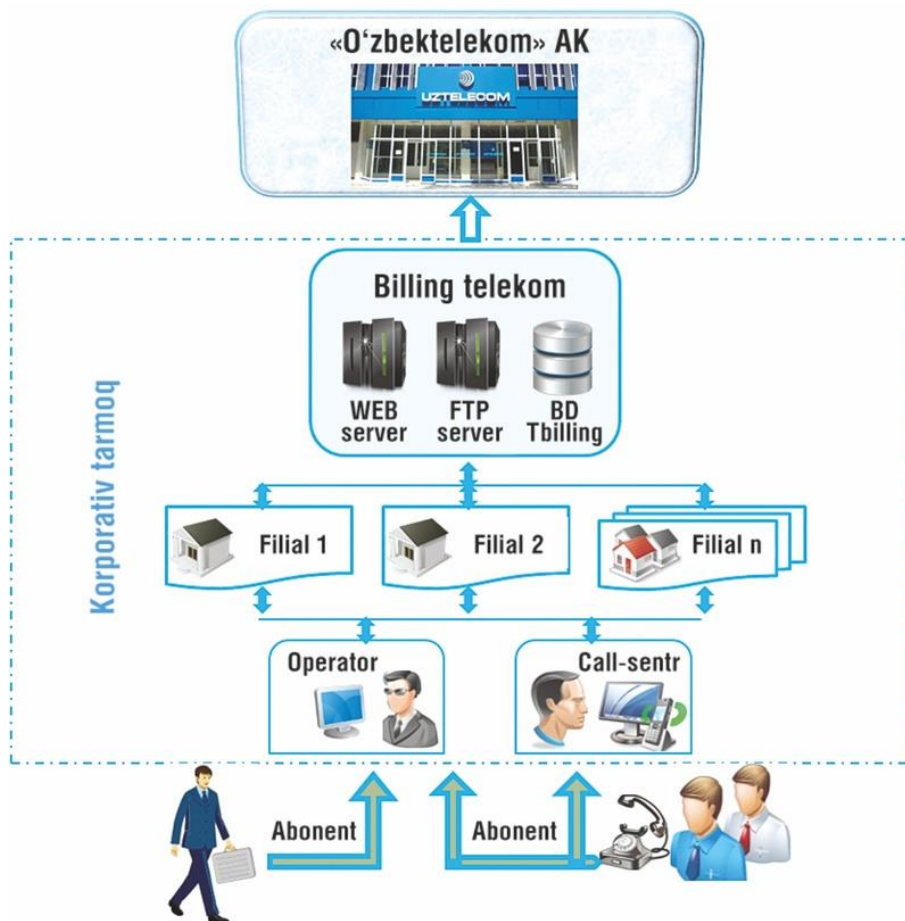 «O‘zbektelekom» AK
UZTELECOM
Billing telekom
WEB
server
FTP
server
BD
Tbilling
Korporativ tarmoq
Filial 1
Filial 2
Filial n
Operator
Call-sentr
Abonent
Abonent